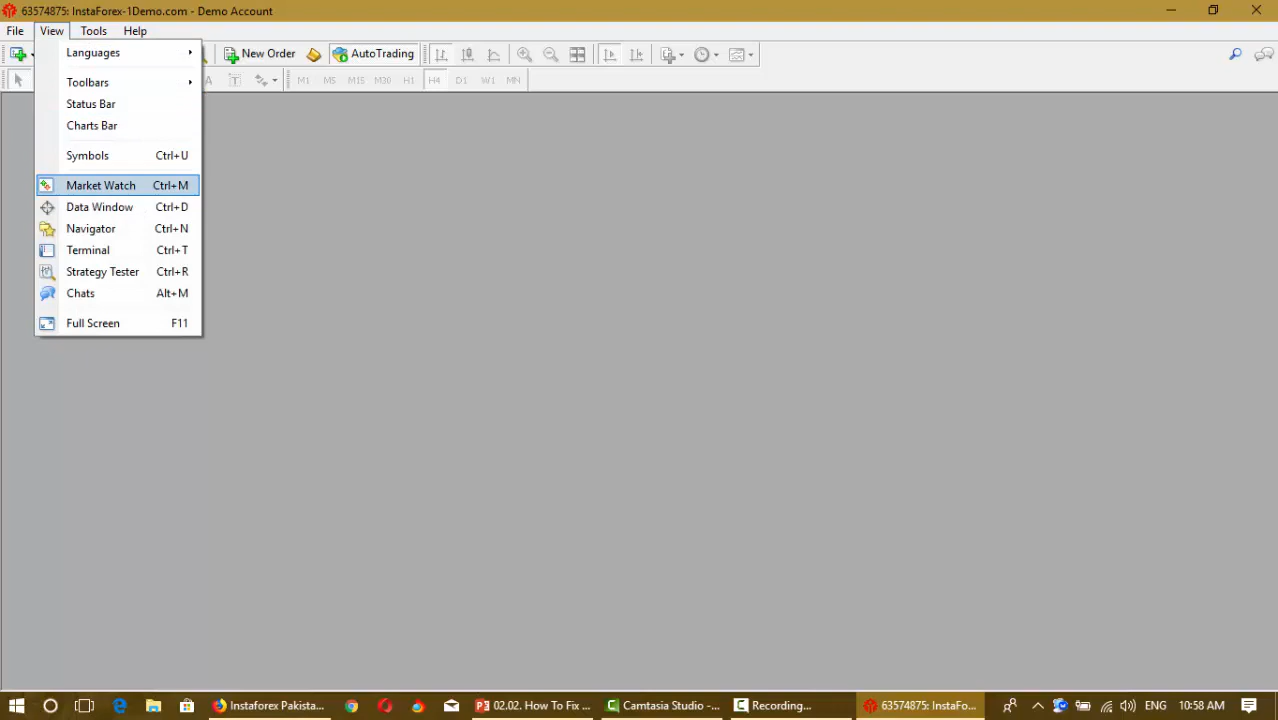 63574875: InstaForex-1Demo.com - Demo Account
File View Tools Help
New Order AutoTrading
A T M1 M5 M15 M30 H1 H4 D1 W1 MN
Languages
Toolbars
Status Bar
Charts Bar
Symbols Ctrl+U
Market Watch Ctrl+M
Data Window Ctrl+D
Navigator Ctrl+N
Terminal Ctrl+T
Strategy Tester Ctrl+R
Chats Alt+M
Full Screen F11
Instaforex Pakista... 02.02. How To Fix ... Camtasia Studio -... Recording... 63574875: InstaFo... ENG 10:58 AM